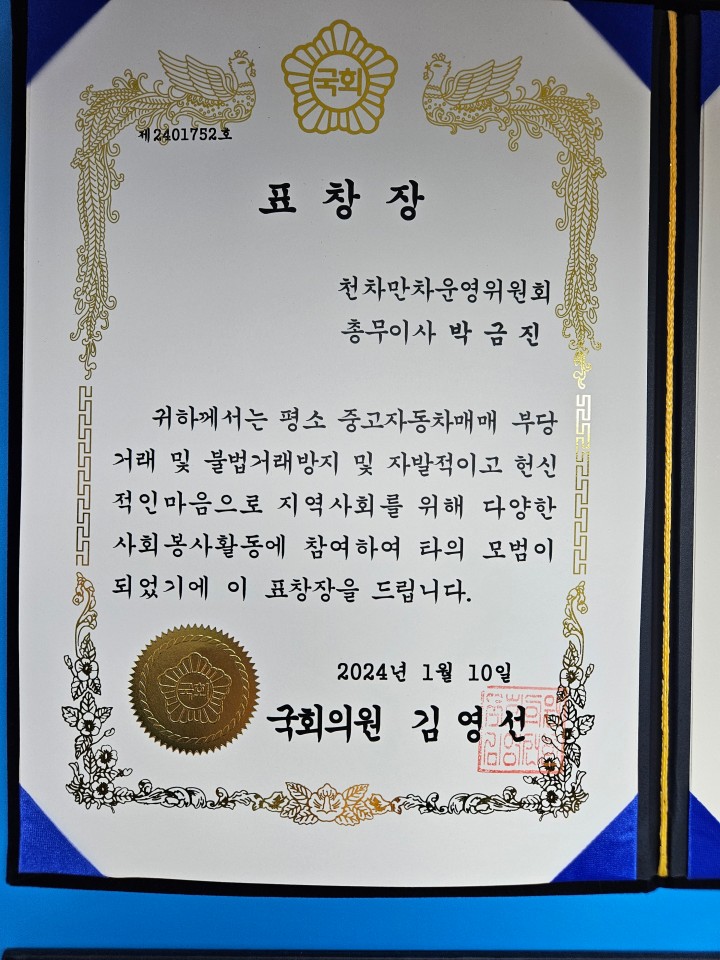 국회
제2401752호
표 창 장
천차만차운영위원회
총무이사 박 금 진
귀하께서는 평소 중고자동차매매 부당
거래 및 불법거래방지 및 자발적이고 헌신
적인마음으로 지역사회를 위해 다양한
사회봉사활동에 참여하여 타의 모범이
되었기에 이 표창장을 드립니다.
2024년 1월 10일
국회
국회의원 김 영 선